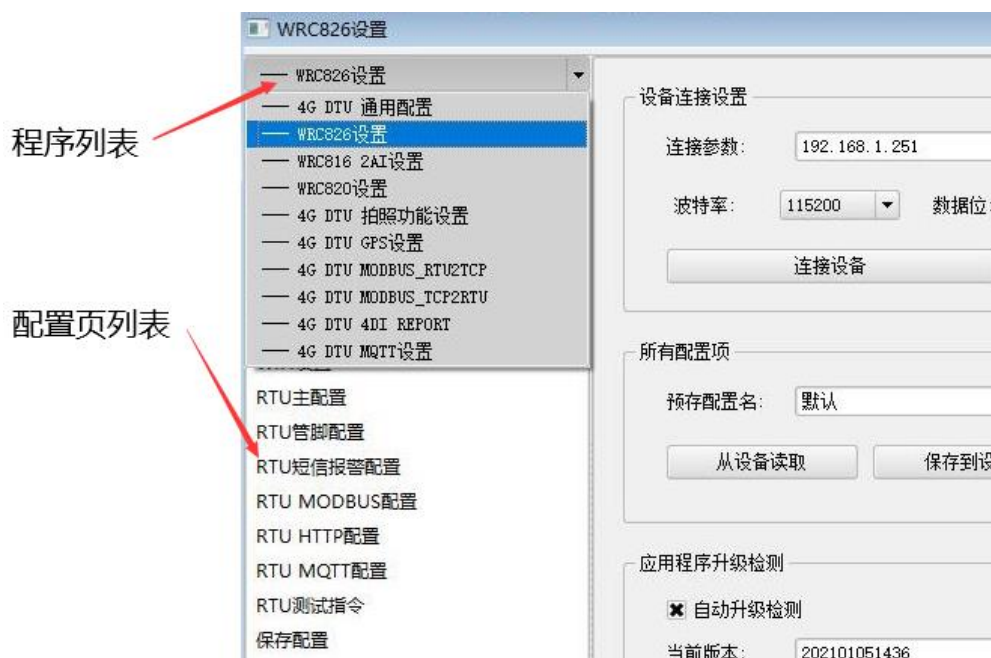 WRC826设置
── WRC826设置
── 4G DTU 通用配置
── WRC826设置
── WRC816 2AI设置
── WRC820设置
── 4G DTU 拍照功能设置
── 4G DTU GPS设置
── 4G DTU MODBUS_RTU2TCP
── 4G DTU MODBUS_TCP2RTU
── 4G DTU 4DI REPORT
── 4G DTU MQTT设置
程序列表
配置页列表
RTU主配置
RTU管脚配置
RTU短信报警配置
RTU MODBUS配置
RTU HTTP配置
RTU MQTT配置
RTU测试指令
保存配置
设备连接设置
连接参数: 192.168.1.251
波特率: 115200 数据位:
连接设备
所有配置项
预存配置名: 默认
从设备读取 保存到设
应用程序升级检测
自动升级检测
当前版本: 202101051436